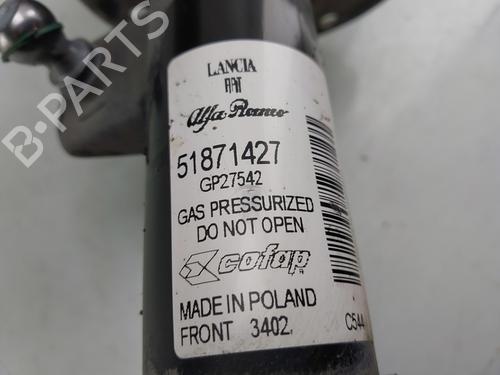 LANCIA
FIAT
Alfa Romeo
51871427
GP27542
GAS PRESSURIZED
DO NOT OPEN
cofap
MADE IN POLAND
FRONT 3402.
C544
B-PARTS